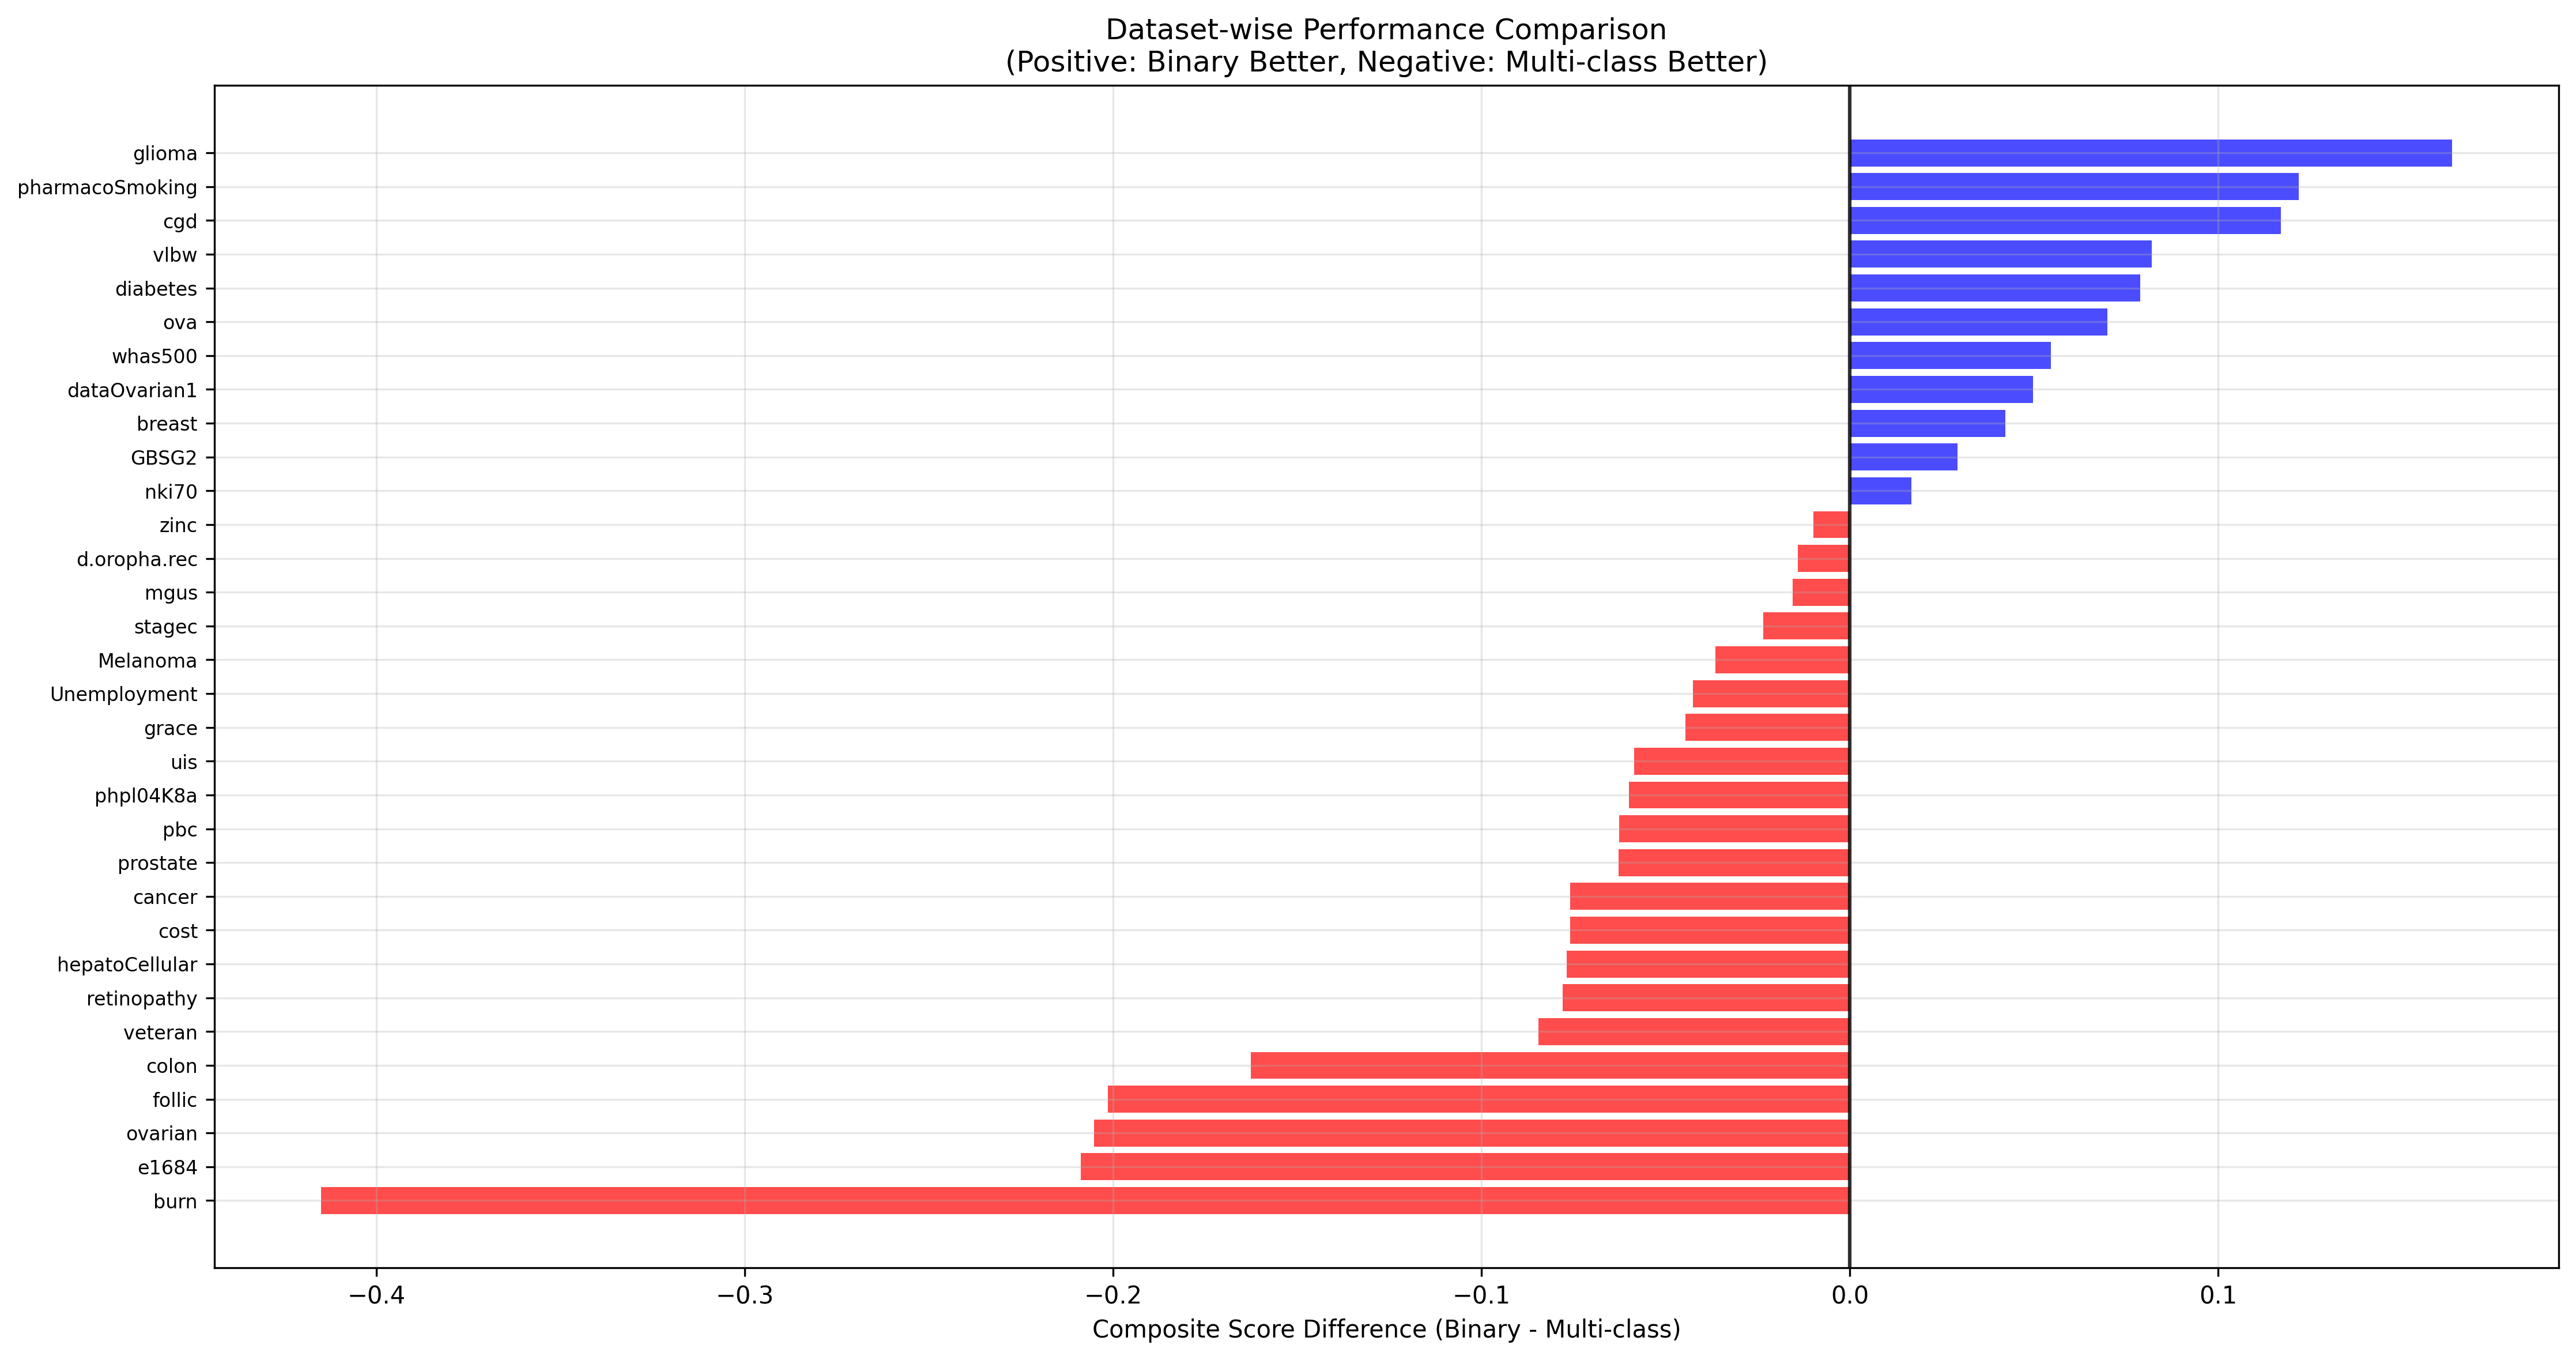 Dataset-wise Performance Comparison
(Positive: Binary Better, Negative: Multi-class Better)
glioma
pharmacoSmoking
cgd
vlbw
diabetes
ova
whas500
dataOvarian1
breast
GBSG2
nki70
zinc
d.oropha.rec
mgus
stagec
Melanoma
Unemployment
grace
uis
phpl04K8a
pbc
prostate
cancer
cost
hepatoCellular
retinopathy
veteran
colon
follic
ovarian
e1684
burn
−0.4 −0.3 −0.2 −0.1 0.0 0.1
Composite Score Difference (Binary - Multi-class)